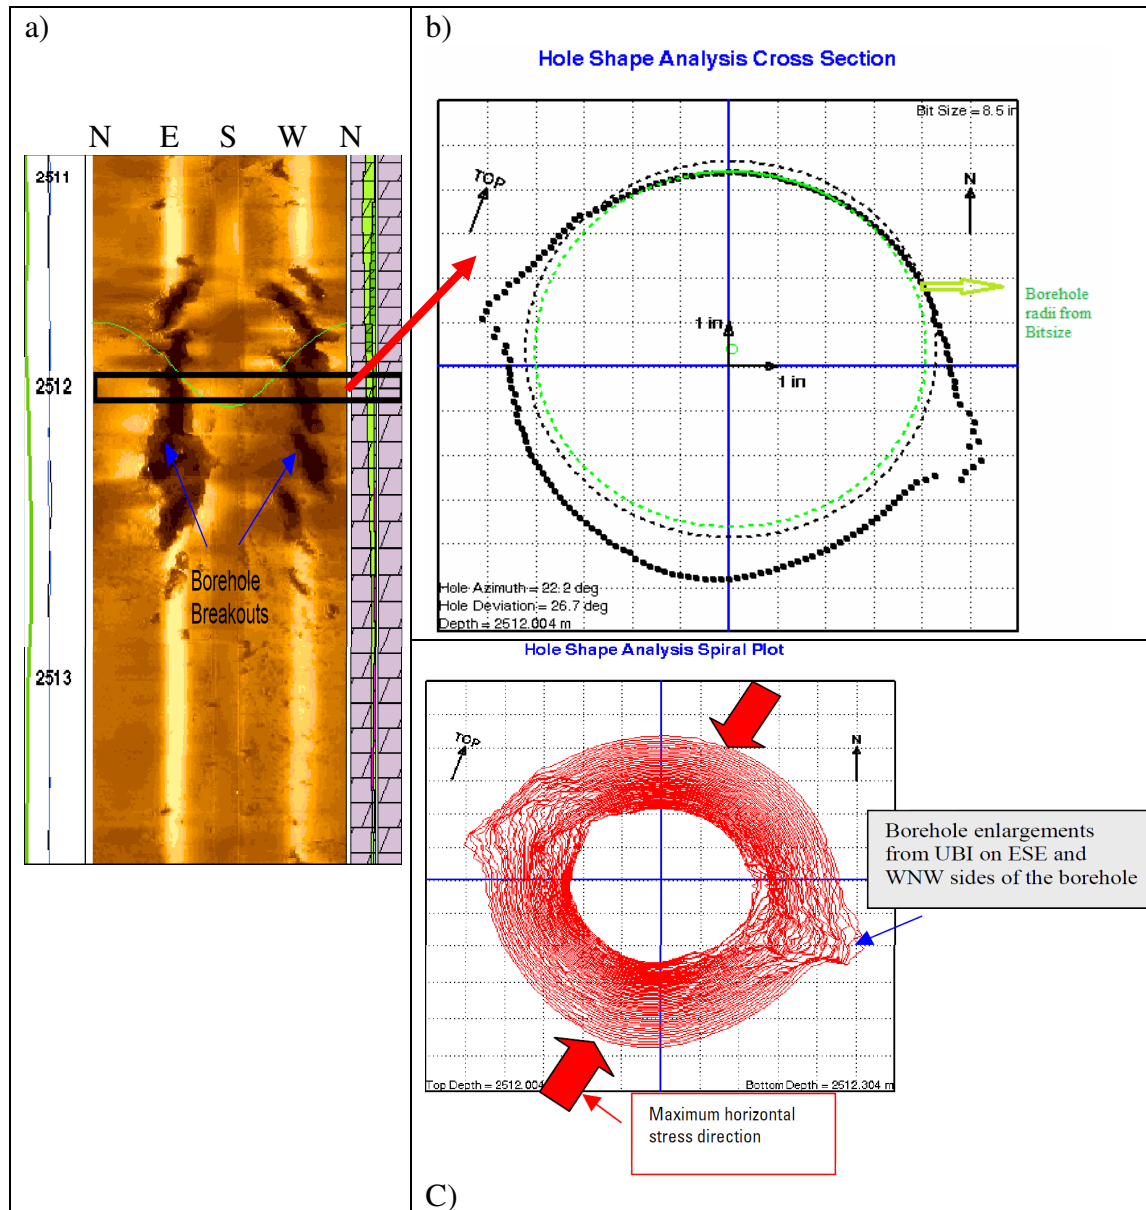 a)
N E S W N
2511
2512
Borehole
Breakouts
2513
b)
Hole Shape Analysis Cross Section
Bit Size = 8.5 in
TOP
N
1 in
1 in
Borehole
radii from
Bitsize
Hole Azimuth = 22.2 deg
Hole Deviation = 26.7 deg
Depth = 2512.004 m
Hole Shape Analysis Spiral Plot
TOP
N
Borehole enlargements
from UBI on ESE and
WNW sides of the borehole
Top Depth = 2512.004
Bottom Depth = 2512.304 m
Maximum horizontal
stress direction
C)